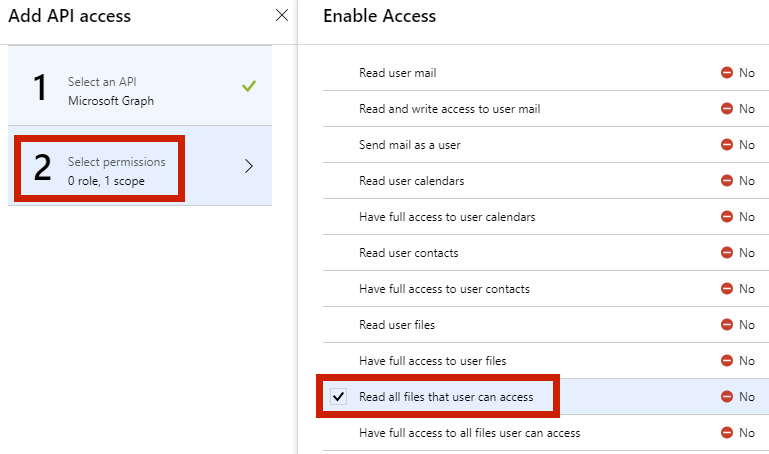 Add API access
1
Select an API
Microsoft Graph
2
Select permissions
0 role, 1 scope
Enable Access
Read user mail No
Read and write access to user mail No
Send mail as a user No
Read user calendars No
Have full access to user calendars No
Read user contacts No
Have full access to user contacts No
Read user files No
Have full access to user files No
Read all files that user can access No
Have full access to all files user can access No